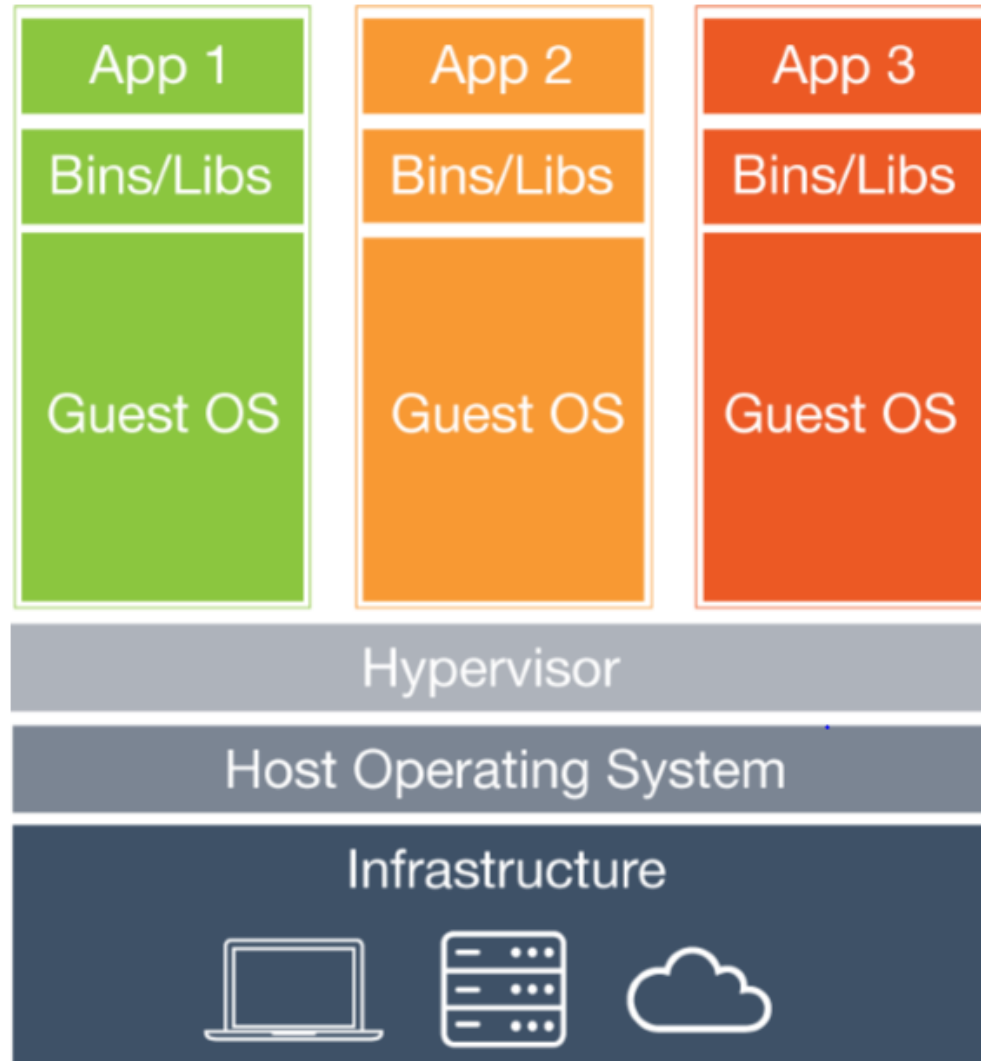 App 1
App 2
App 3
Bins/Libs
Bins/Libs
Bins/Libs
Guest OS
Guest OS
Guest OS
Hypervisor
Host Operating System
Infrastructure